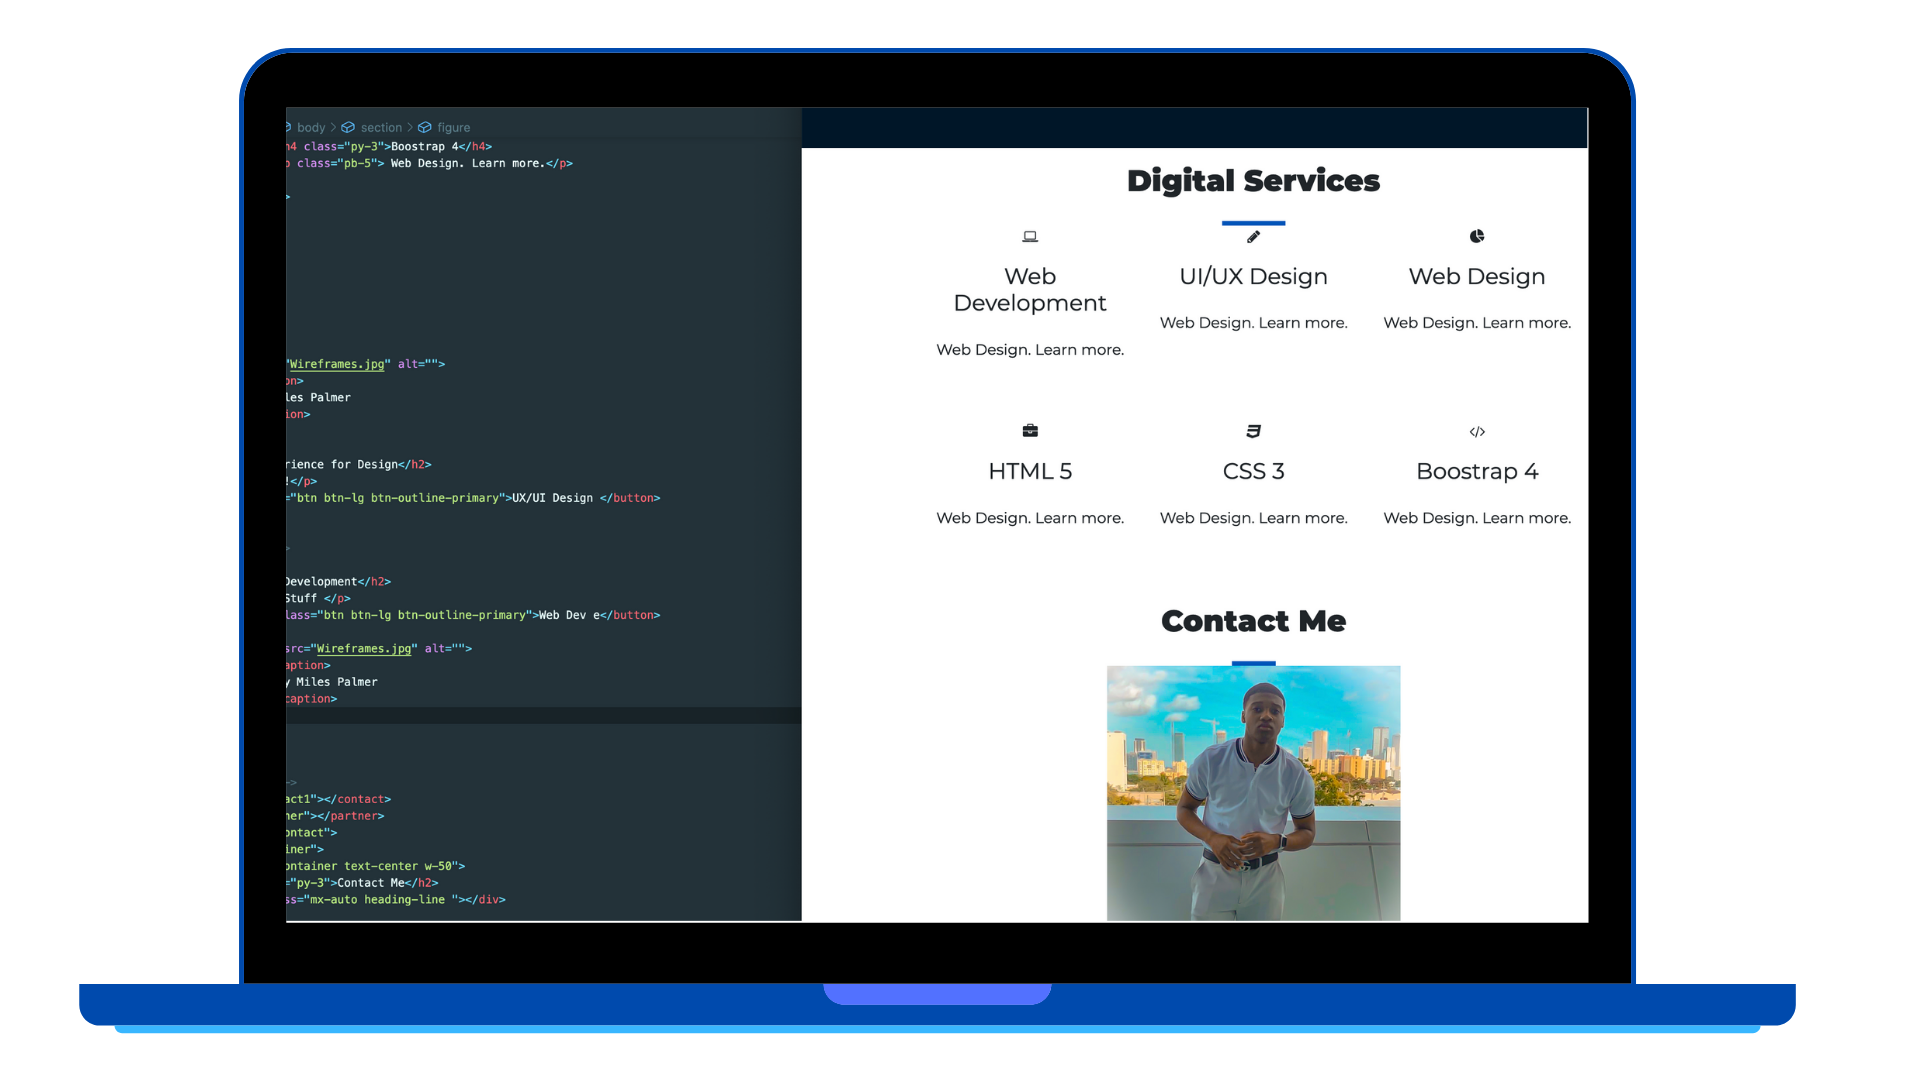 body > section > figure
h4 class="py-3">Boostrap 4</h4>
class="pb-5"> Web Design. Learn more.</p>
>
"Wireframes.jpg" alt="">
on>
les Palmer
ion>
rience for Design</h2>
!</p>
="btn btn-lg btn-outline-primary">UX/UI Design </button>
>
Development</h2>
Stuff </p>
lass="btn btn-lg btn-outline-primary">Web Dev e</button>
src="Wireframes.jpg" alt="">
aption>
y Miles Palmer
caption>
->
act1"></contact>
ner"></partner>
ontact">
iner">
ontainer text-center w-50">
="py-3">Contact Me</h2>
ss="mx-auto heading-line "></div>
Digital Services
Web
Development
Web Design. Learn more.
UI/UX Design
Web Design. Learn more.
Web Design
Web Design. Learn more.
HTML 5
Web Design. Learn more.
CSS 3
Web Design. Learn more.
</>
Boostrap 4
Web Design. Learn more.
Contact Me